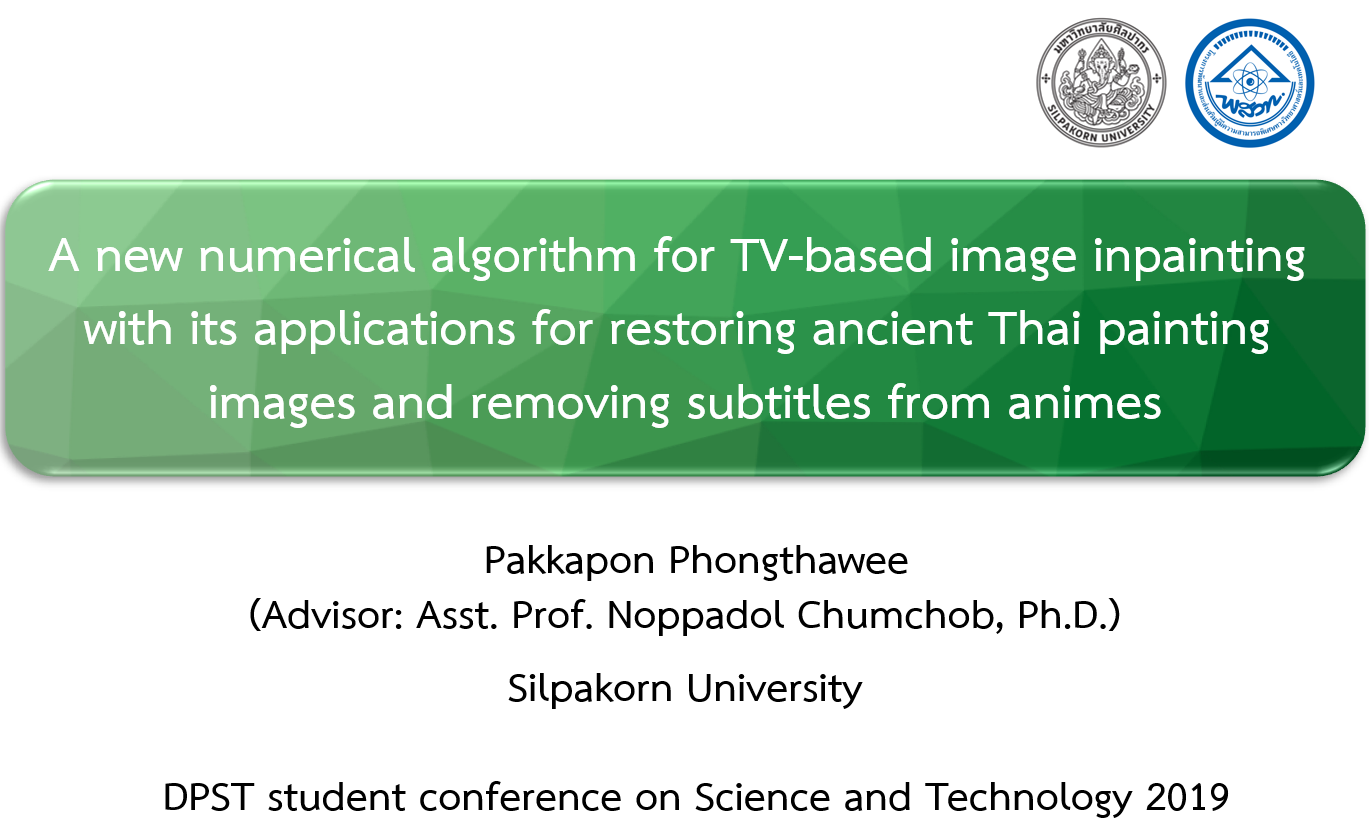 มหาวิทยาลัยศิลปากร
SILPAKORN UNIVERSITY
พสวท.
A new numerical algorithm for TV-based image inpainting
with its applications for restoring ancient Thai painting
images and removing subtitles from animes
Pakkapon Phongthawee
(Advisor: Asst. Prof. Noppadol Chumchob, Ph.D.)
Silpakorn University
DPST student conference on Science and Technology 2019